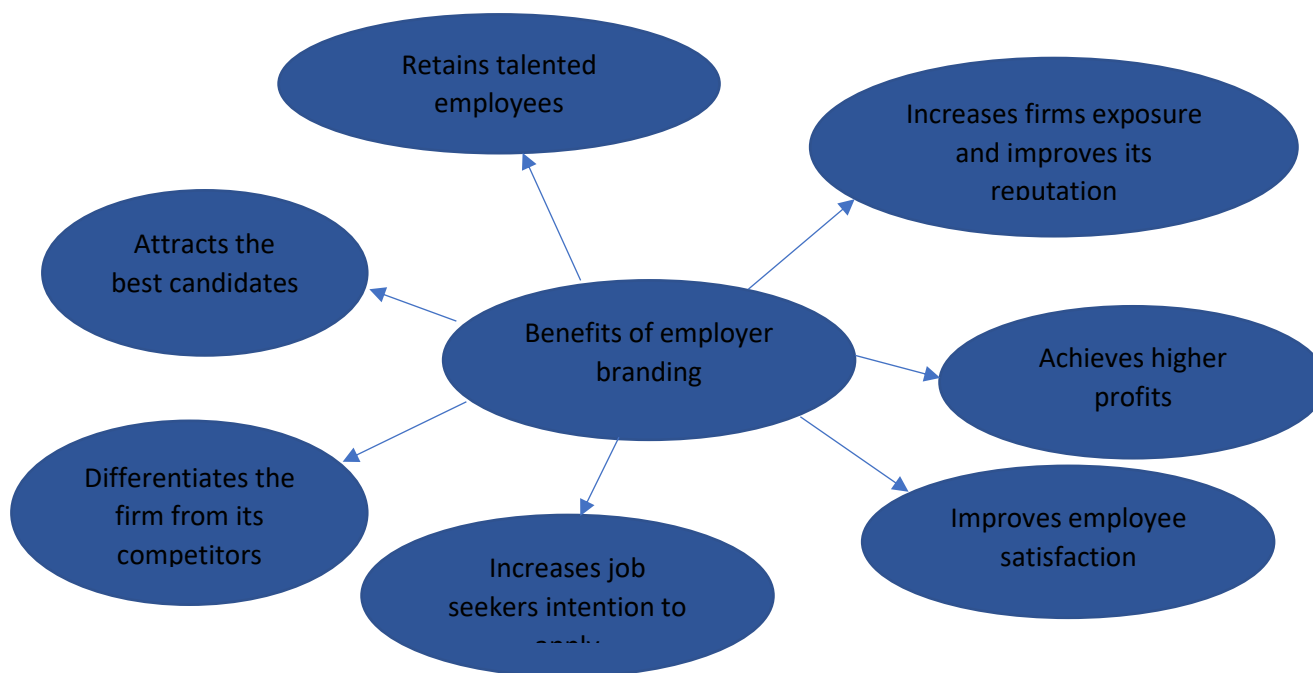 Retains talented
employees
Increases firms exposure
and improves its
reputation
Attracts the
best candidates
Benefits of employer
branding
Achieves higher
profits
Differentiates the
firm from its
competitors
Improves employee
satisfaction
Increases job
seekers intention to
apply